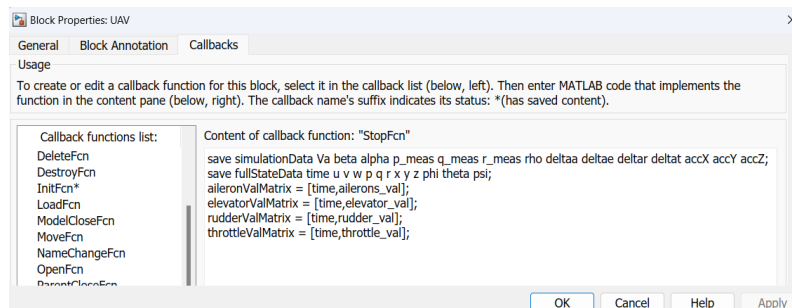 Block Properties: UAV
General Block Annotation Callbacks
Usage
To create or edit a callback function for this block, select it in the callback list (below, left). Then enter MATLAB code that implements the
function in the content pane (below, right). The callback name's suffix indicates its status: *(has saved content).
Callback functions list:
DeleteFcn
DestroyFcn
InitFcn*
LoadFcn
ModelCloseFcn
MoveFcn
NameChangeFcn
OpenFcn
ParentCloseFcn
Content of callback function: "StopFcn"
save simulationData Va beta alpha p_meas q_meas r_meas rho deltaa deltae deltar deltat accX accY accZ;
save fullStateData time u v w p q r x y z phi theta psi;
aileronValMatrix = [time,ailerons_val];
elevatorValMatrix = [time,elevator_val];
rudderValMatrix = [time,rudder_val];
throttleValMatrix = [time,throttle_val];
OK Cancel Help Apply